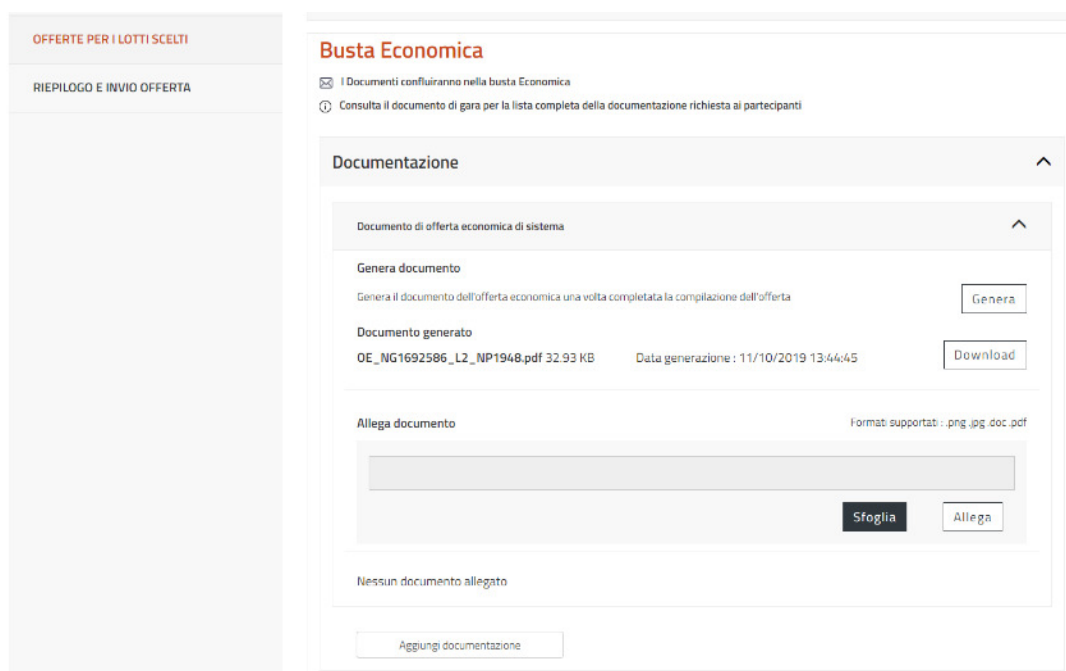 OFFERTE PER I LOTTI SCELTI
RIEPILOGO E INVIO OFFERTA
Busta Economica
I Documenti confluiranno nella busta Economica
Consulta il documento di gara per la lista completa della documentazione richiesta ai partecipanti
Documentazione
Documento di offerta economica di sistema
Genera documento
Genera il documento dell'offerta economica una volta completata la compilazione dell'offerta
Genera
Documento generato
OE_NG1692586_L2_NP1948.pdf 32.93 KB Data generazione : 11/10/2019 13:44:45
Download
Allega documento Formati supportati : .png .jpg .doc .pdf
Sfoglia Allega
Nessun documento allegato
Aggiungi documentazione